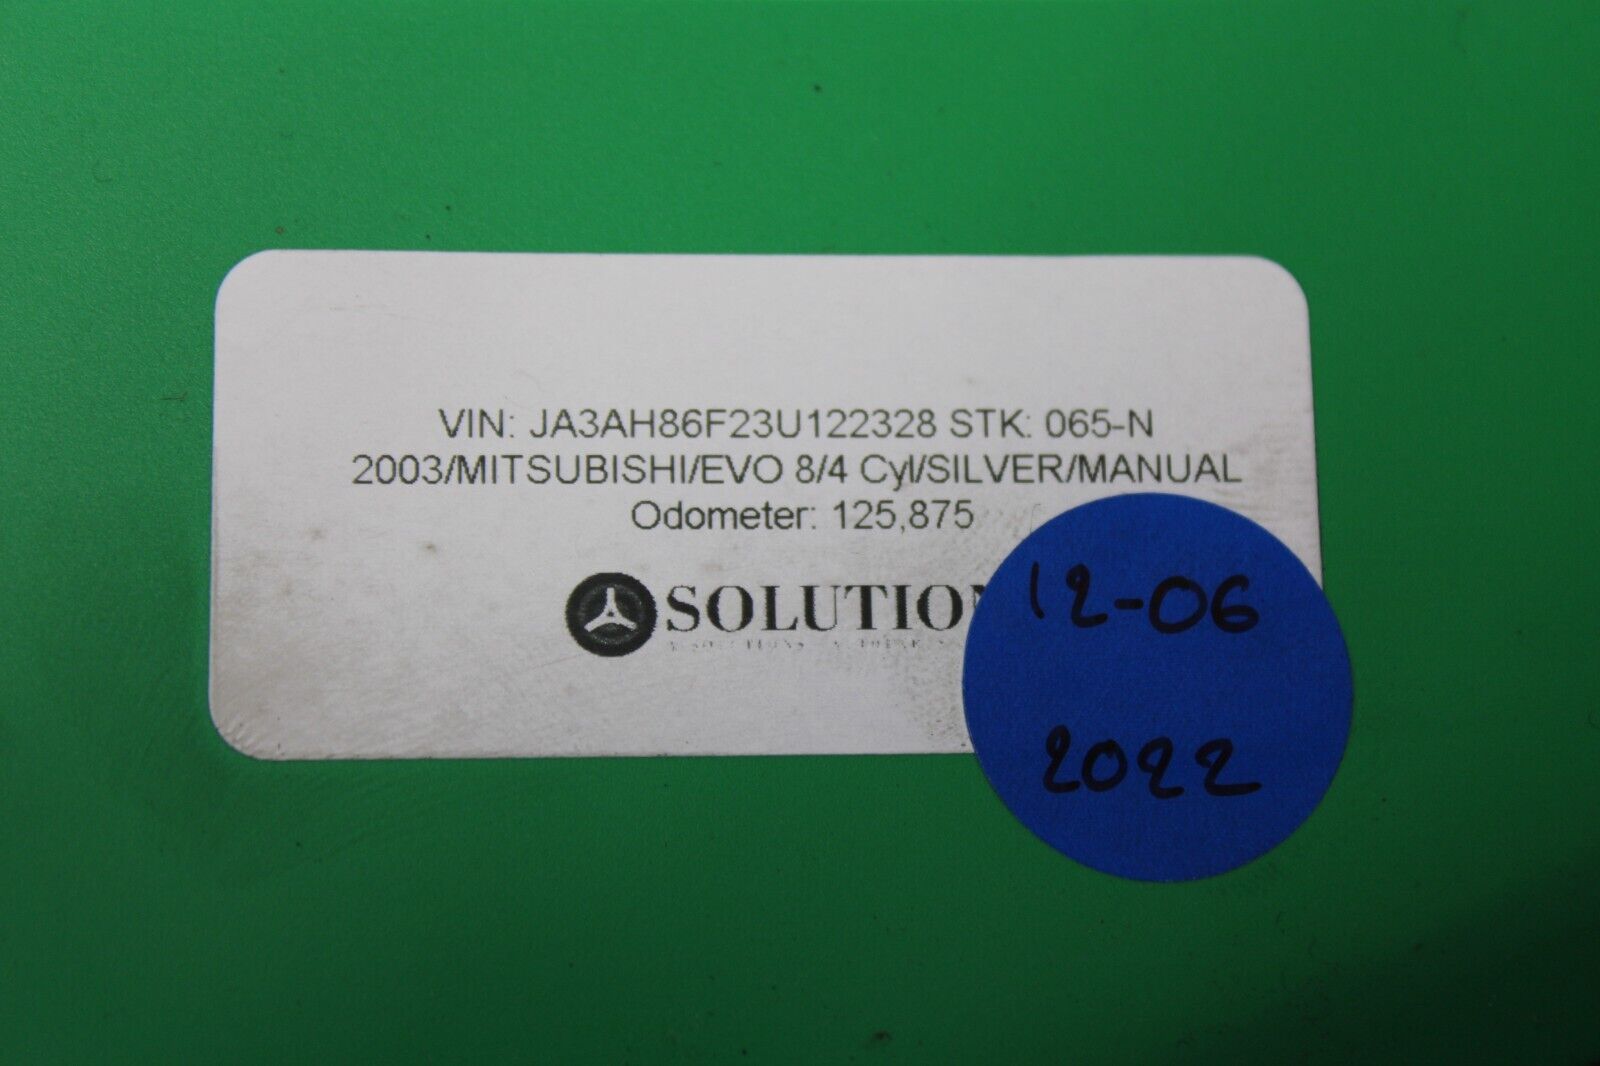 VIN: JA3AH86F23U122328 STK: 065-N
2003/MITSUBISHI/EVO 8/4 Cyl/SILVER/MANUAL
Odometer: 125,875
SOLUTION
12-06
2022